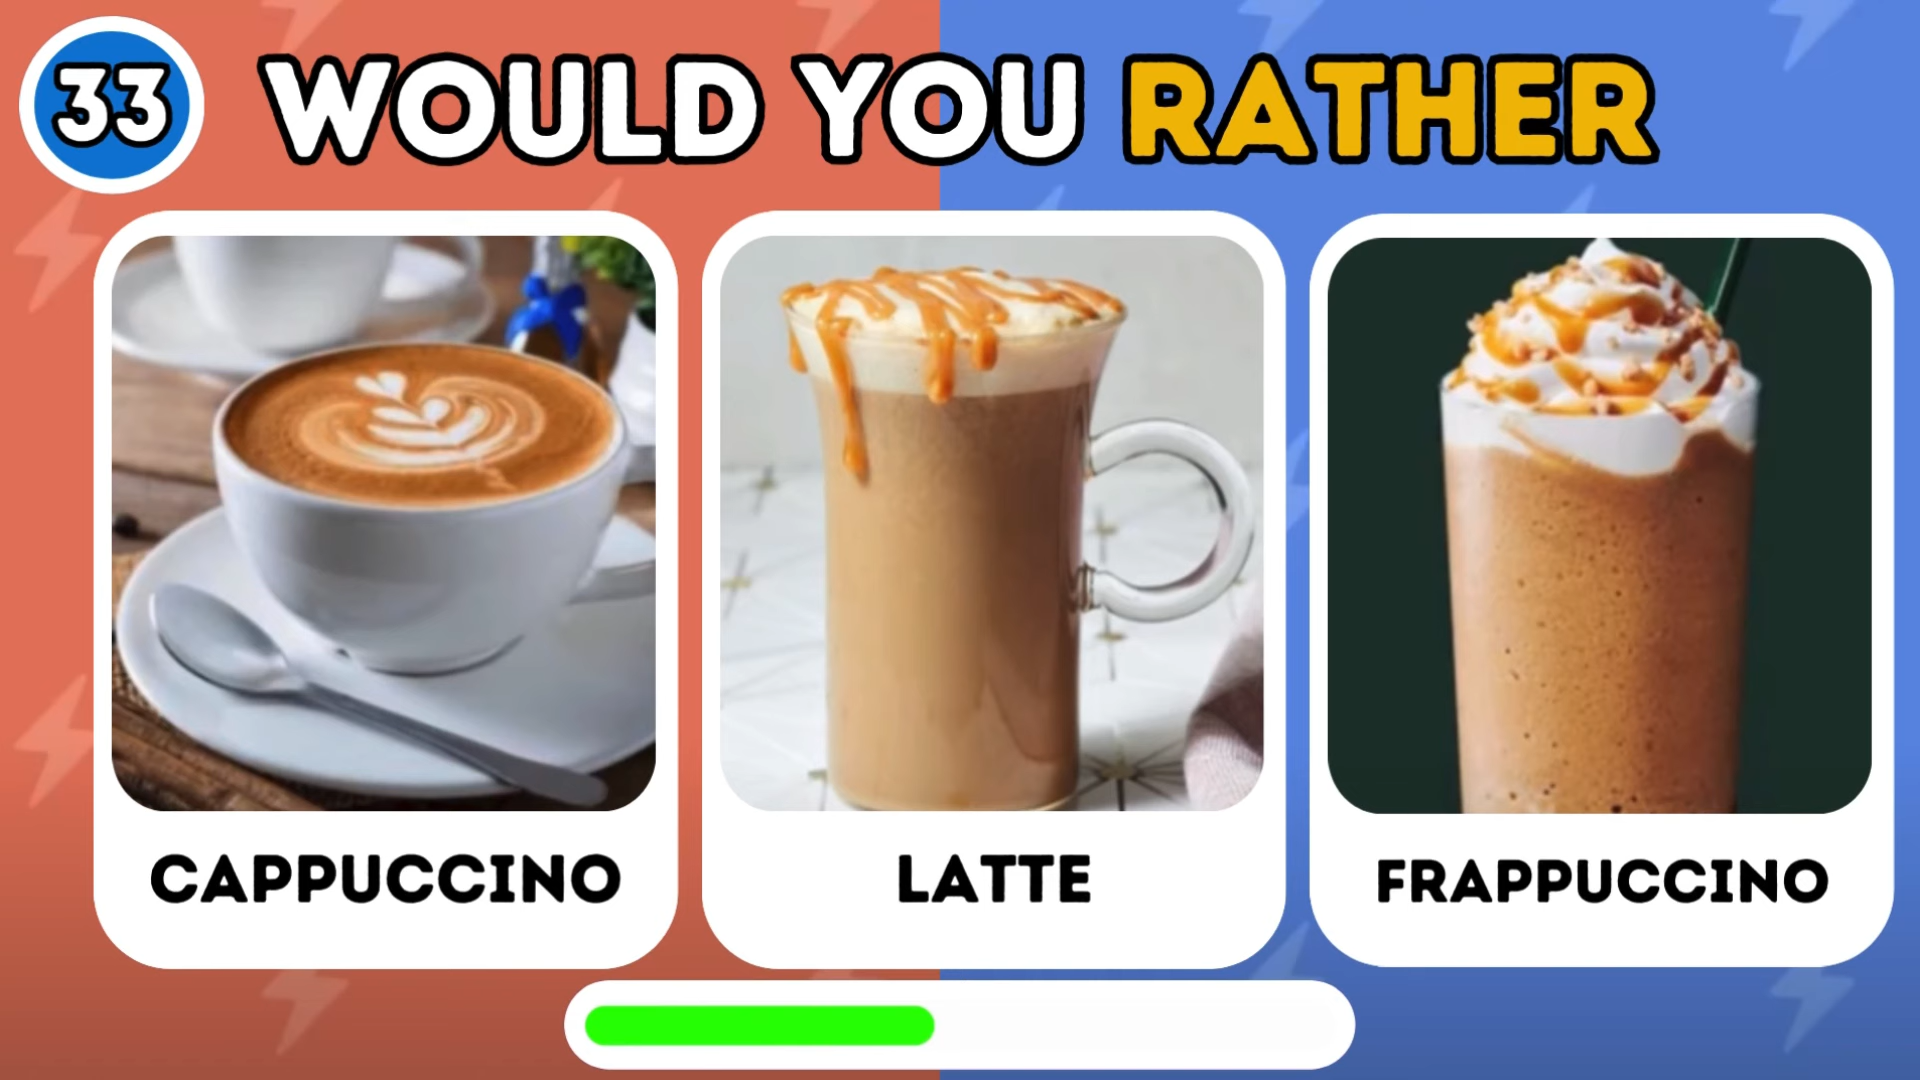 33
WOULD YOU RATHER
CAPPUCCINO
LATTE
FRAPPUCCINO